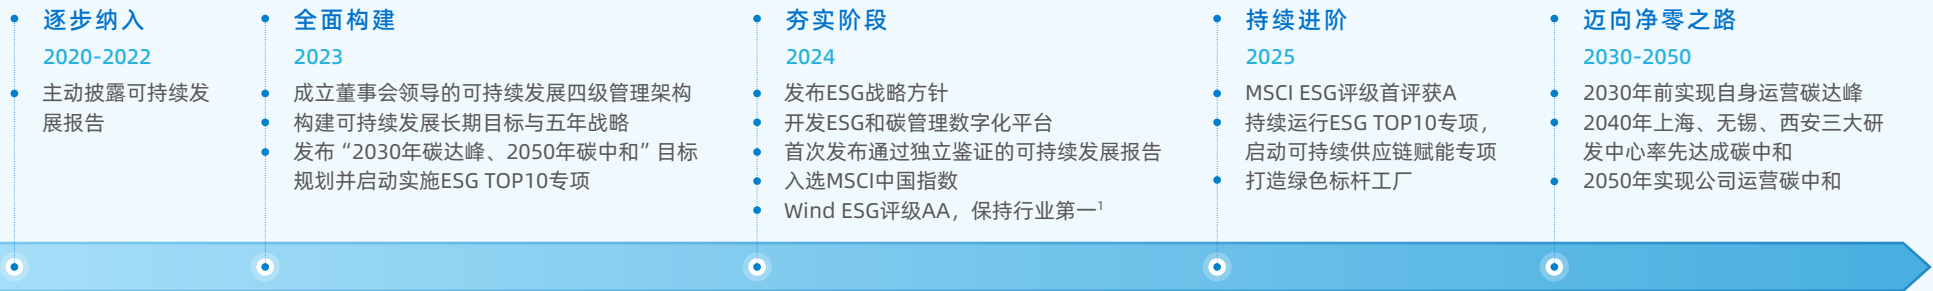 逐步纳入
2020-2022
主动披露可持续发
展报告
全面构建
2023
成立董事会领导的可持续发展四级管理架构
构建可持续发展长期目标与五年战略
发布“2030年碳达峰、2050年碳中和”目标
规划并启动实施ESG TOP10专项
夯实阶段
2024
发布ESG战略方针
开发ESG和碳管理数字化平台
首次发布通过独立鉴证的可持续发展报告
入选MSCI中国指数
Wind ESG评级AA，保持行业第一¹
持续进阶
2025
MSCI ESG评级首评获A
持续运行ESG TOP10专项，
启动可持续供应链赋能专项
打造绿色标杆工厂
迈向净零之路
2030-2050
2030年前实现自身运营碳达峰
2040年上海、无锡、西安三大研
发中心率先达成碳中和
2050年实现公司运营碳中和